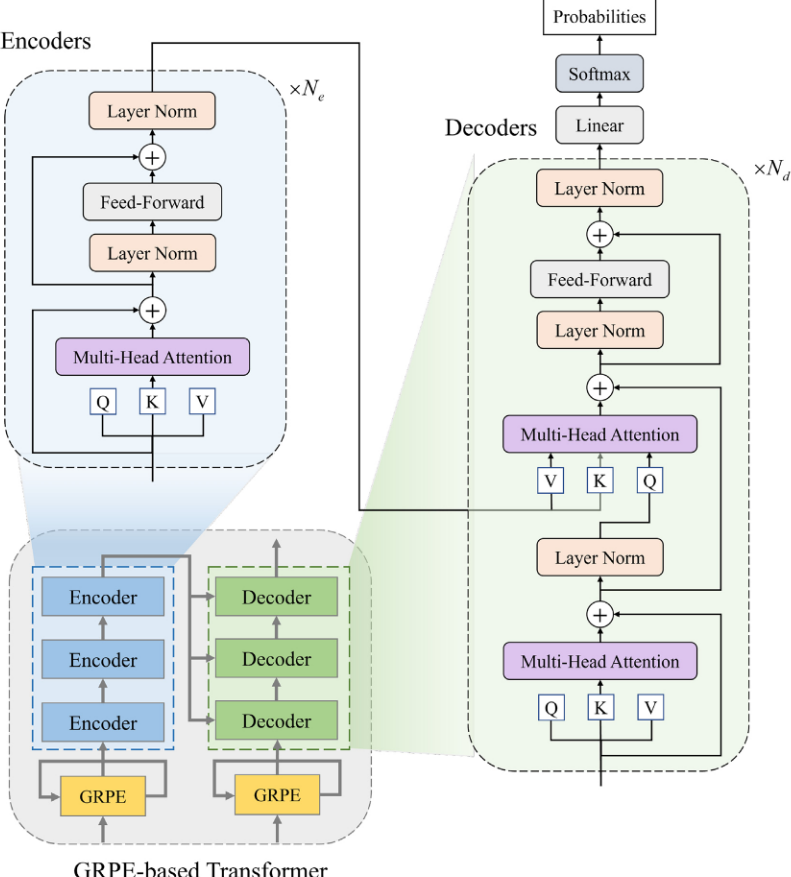 Encoders
×Nₑ
Layer Norm
+
Feed-Forward
Layer Norm
+
Multi-Head Attention
Q K V
Probabilities
Softmax
Linear
Decoders
×N_d
Layer Norm
+
Feed-Forward
Layer Norm
+
Multi-Head Attention
V K Q
Layer Norm
+
Multi-Head Attention
Q K V
Encoder
Encoder
Encoder
GRPE
Decoder
Decoder
Decoder
GRPE
GRPE-based Transformer